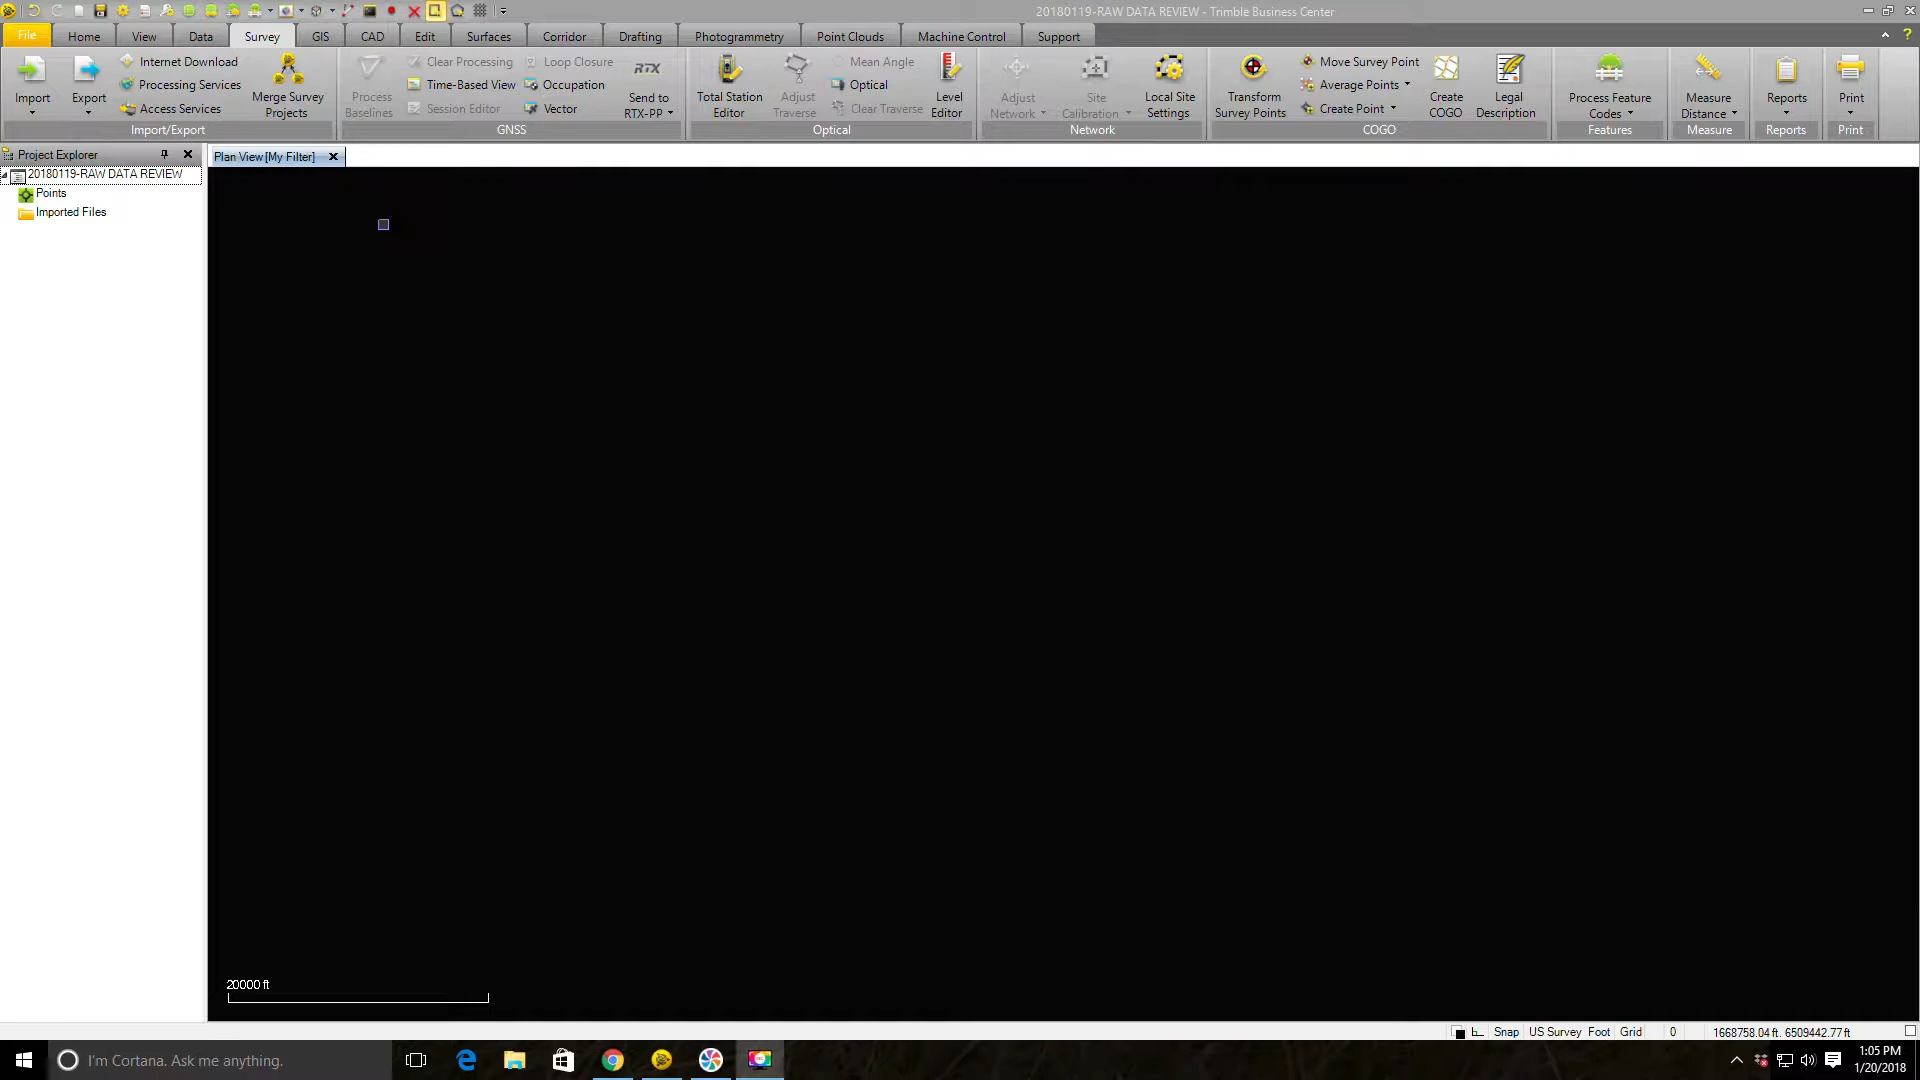 20180119-RAW DATA REVIEW - Trimble Business Center
File Home View Data Survey GIS CAD Edit Surfaces Corridor Drafting Photogrammetry Point Clouds Machine Control Support
Import
Export
Internet Download
Processing Services
Access Services
Merge Survey
Projects
Import/Export
Process
Baselines
Clear Processing
Time-Based View
Session Editor
Loop Closure
Occupation
Vector
RTX
Send to
RTX-PP
GNSS
Total Station
Editor
Adjust
Traverse
Mean Angle
Optical
Clear Traverse
Level
Editor
Optical
Adjust
Network
Site
Calibration
Local Site
Settings
Network
Transform
Survey Points
Move Survey Point
Average Points
Create Point
Create
COGO
Legal
Description
COGO
Process Feature
Codes
Features
Measure
Distance
Measure
Reports
Reports
Print
Print
Project Explorer
20180119-RAW DATA REVIEW
Points
Imported Files
Plan View [My Filter]
20000 ft
Snap US Survey Foot Grid 0 1668758.04 ft, 6509442.77 ft
I'm Cortana. Ask me anything.
1:05 PM
1/20/2018